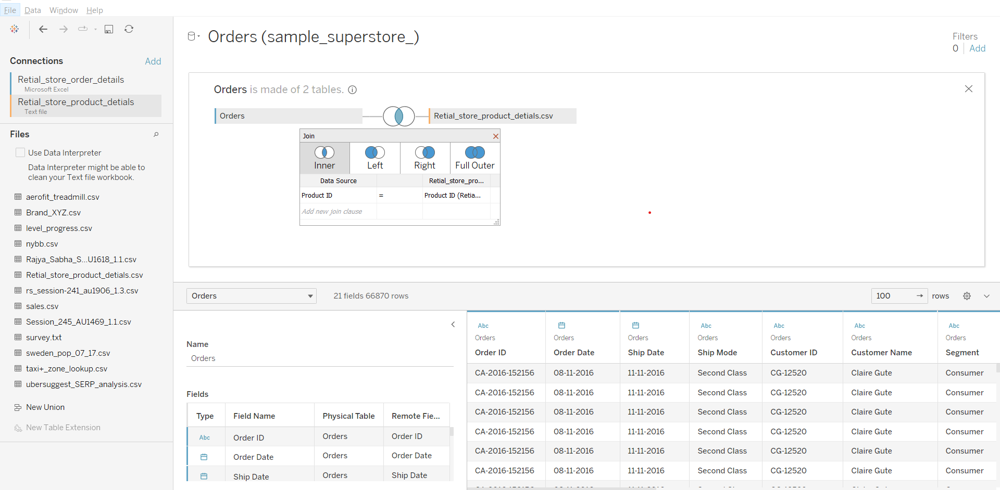 File Data Window Help
Connections Add
Retial_store_order_details
Microsoft Excel
Retial_store_product_detials
Text file
Files
Use Data Interpreter
Data Interpreter might be able to
clean your Text file workbook.
aerofit_treadmill.csv
Brand_XYZ.csv
level_progress.csv
nybb.csv
Rajya_Sabha_S...U1618_1.1.csv
Retial_store_product_detials.csv
rs_session-241_au1906_1.3.csv
sales.csv
Session_245_AU1469_1.1.csv
survey.txt
sweden_pop_07_17.csv
taxi+_zone_lookup.csv
ubersuggest_SERP_analysis.csv
New Union
New Table Extension
Orders (sample_superstore_)
Filters
0 Add
Orders is made of 2 tables.
Orders Retial_store_product_detials.csv
Join
Inner Left Right Full Outer
Data Source Retial_store_pro...
Product ID = Product ID (Retia...
Add new join clause
Orders 21 fields 66870 rows 100 rows
Name
Orders
Fields
Type Field Name Physical Table Remote Fie...
Abc Order ID Orders Order ID
Order Date Orders Order Date
Ship Date Orders Ship Date
Abc Abc Abc Abc Abc
Orders Orders Orders Orders Orders Orders Orders
Order ID Order Date Ship Date Ship Mode Customer ID Customer Name Segment
CA-2016-152156 08-11-2016 11-11-2016 Second Class CG-12520 Claire Gute Consumer
CA-2016-152156 08-11-2016 11-11-2016 Second Class CG-12520 Claire Gute Consumer
CA-2016-152156 08-11-2016 11-11-2016 Second Class CG-12520 Claire Gute Consumer
CA-2016-152156 08-11-2016 11-11-2016 Second Class CG-12520 Claire Gute Consumer
CA-2016-152156 08-11-2016 11-11-2016 Second Class CG-12520 Claire Gute Consumer
CA-2016-152156 08-11-2016 11-11-2016 Second Class CG-12520 Claire Gute Consumer